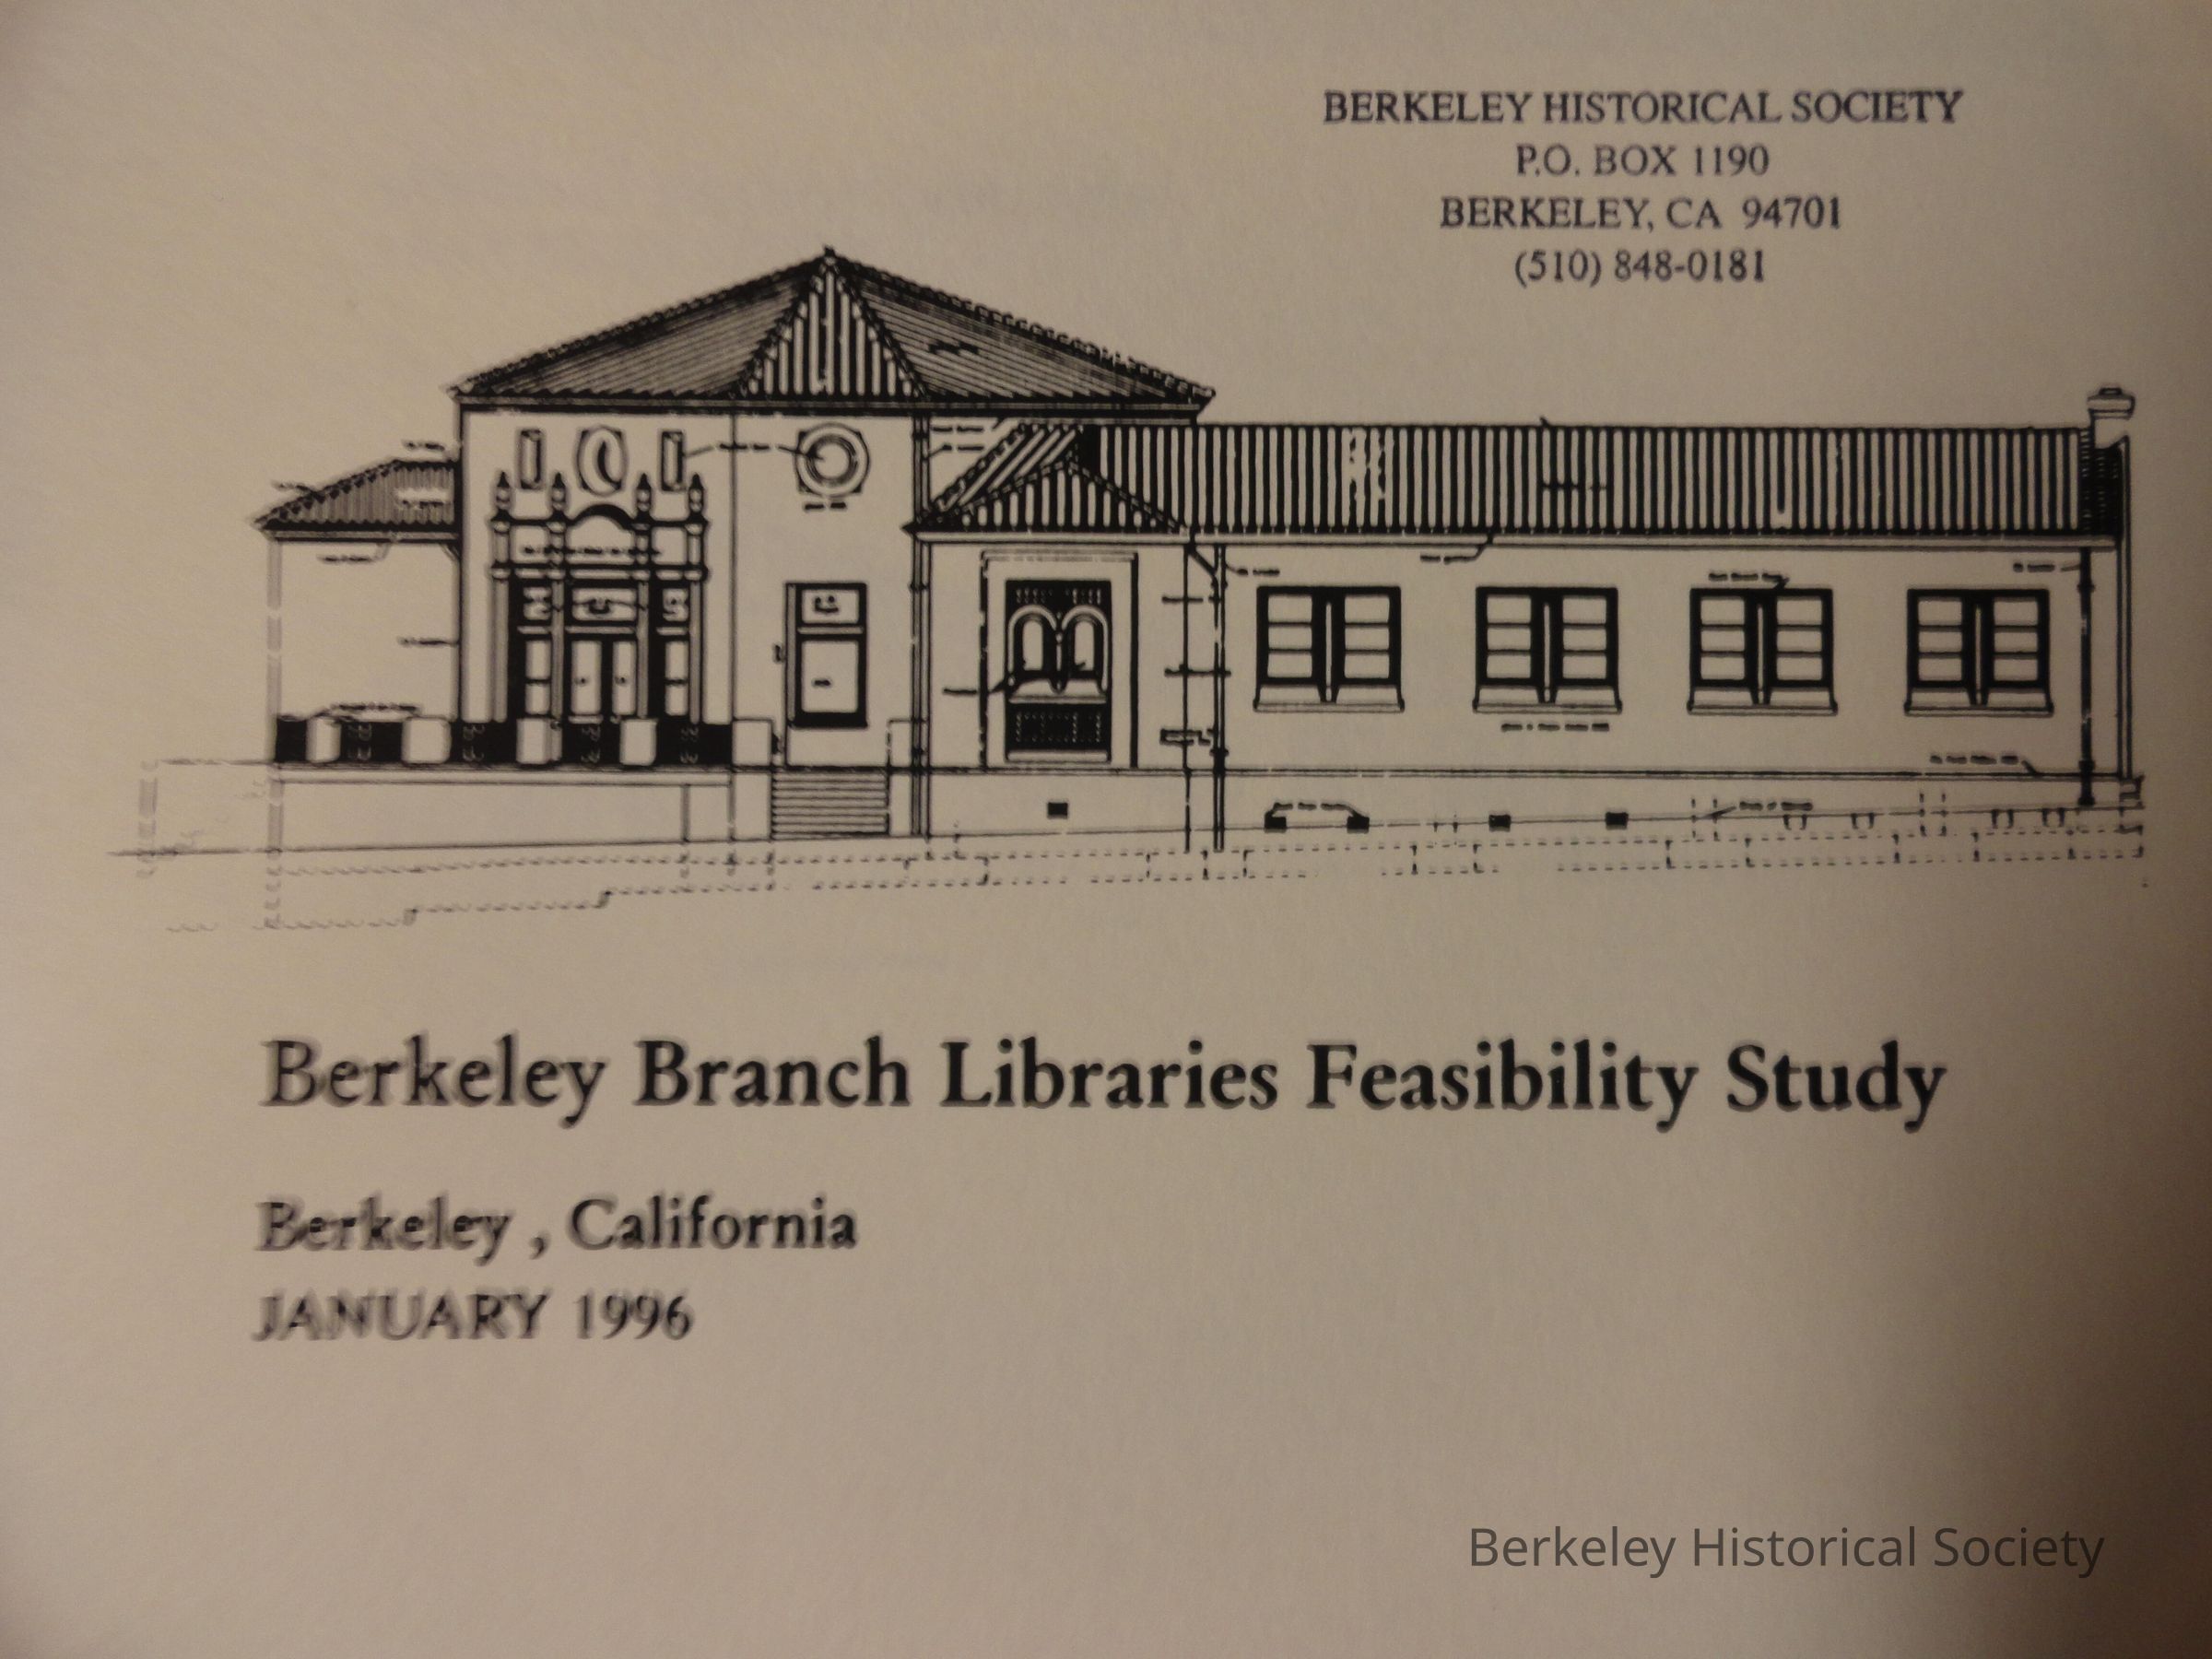 BERKELEY HISTORICAL SOCIETY
P.O. BOX 1190
BERKELEY, CA 94701
(510) 848-0181
Berkeley Branch Libraries Feasibility Study
Berkeley , California
JANUARY 1996
Berkeley Historical Society